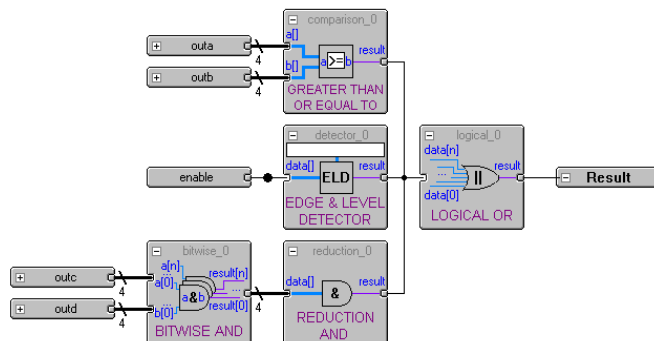 comparison_0
outa
4
a[]
a
>=
b
result
outb
4
b[]
GREATER THAN
OR EQUAL TO
detector_0
enable
data[]
ELD
result
EDGE & LEVEL
DETECTOR
logical_0
data[n]
...
data[0]
||
result
LOGICAL OR
Result
bitwise_0
outc
4
a[n]
...
a[0]
a&b
result[n]
...
result[0]
4
outd
4
b[0]
BITWISE AND
reduction_0
data[]
&
result
REDUCTION
AND